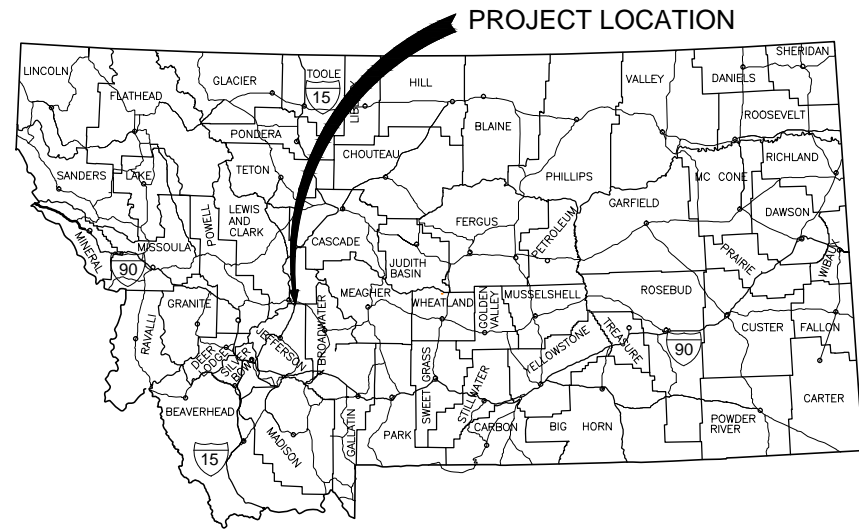 PROJECT LOCATION
SHERIDAN
LINCOLN
GLACIER
TOOLE
HILL
VALLEY
DANIELS
15
FLATHEAD
ROOSEVELT
BLAINE
PONDERA
CHOUTEAU
RICHLAND
SANDERS
LAKE
TETON
PHILLIPS
MC CONE
GARFIELD
LEWIS
AND
CLARK
POWELL
FERGUS
PETROLEUM
DAWSON
MINERAL
MISSOULA
CASCADE
JUDITH
BASIN
PRAIRIE
WIBAUX
90
MEAGHER
WHEATLAND
GOLDEN
VALLEY
MUSSELSHELL
ROSEBUD
GRANITE
BROADWATER
RAVALLI
JEFFERSON
TREASURE
CUSTER
FALLON
DEER
ODGE
SILVER
BOW
YELLOWSTONE
90
SWEET GRASS
STILLWATER
CARTER
BEAVERHEAD
GALLATIN
PARK
CARBON
BIG HORN
POWDER
RIVER
MADISON
15